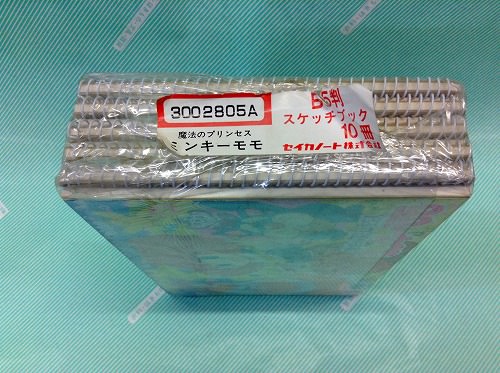 3002805A
魔法のプリンセス
ミンキーモモ
B5判
スケッチブック
10冊
セイカノート株式会社